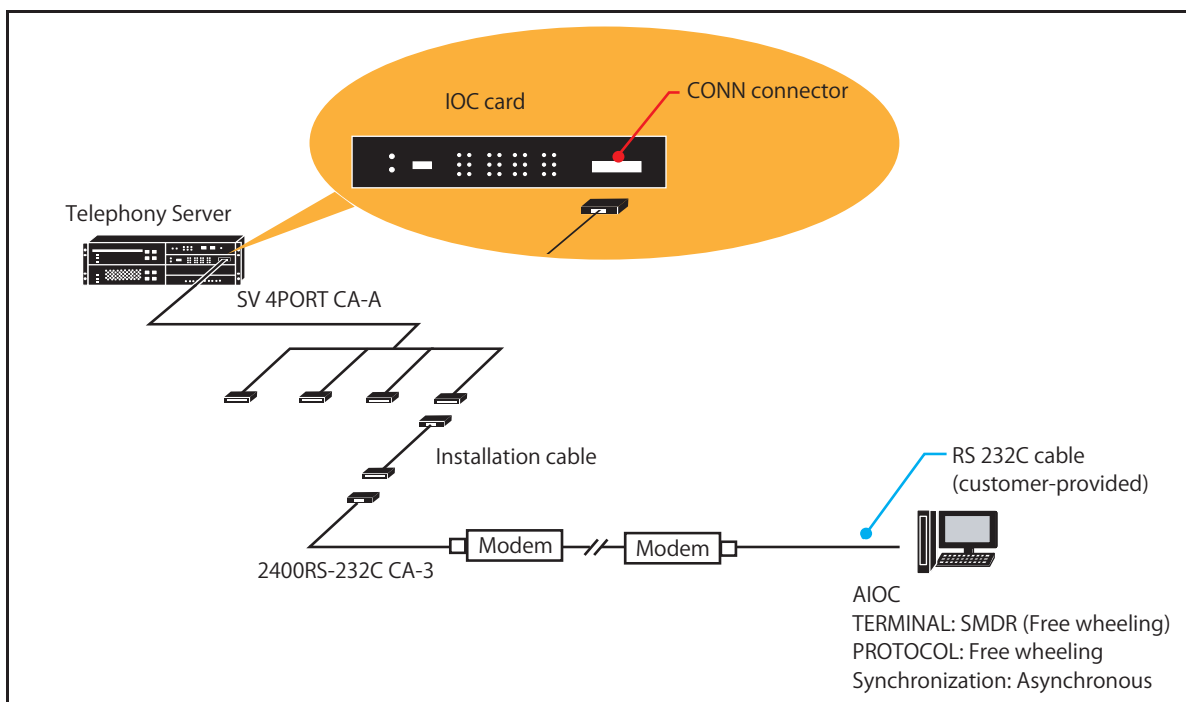 IOC card
CONN connector
Telephony Server
SV 4PORT CA-A
Installation cable
RS 232C cable
(customer-provided)
Modem
Modem
2400RS-232C CA-3
AIOC
TERMINAL: SMDR (Free wheeling)
PROTOCOL: Free wheeling
Synchronization: Asynchronous